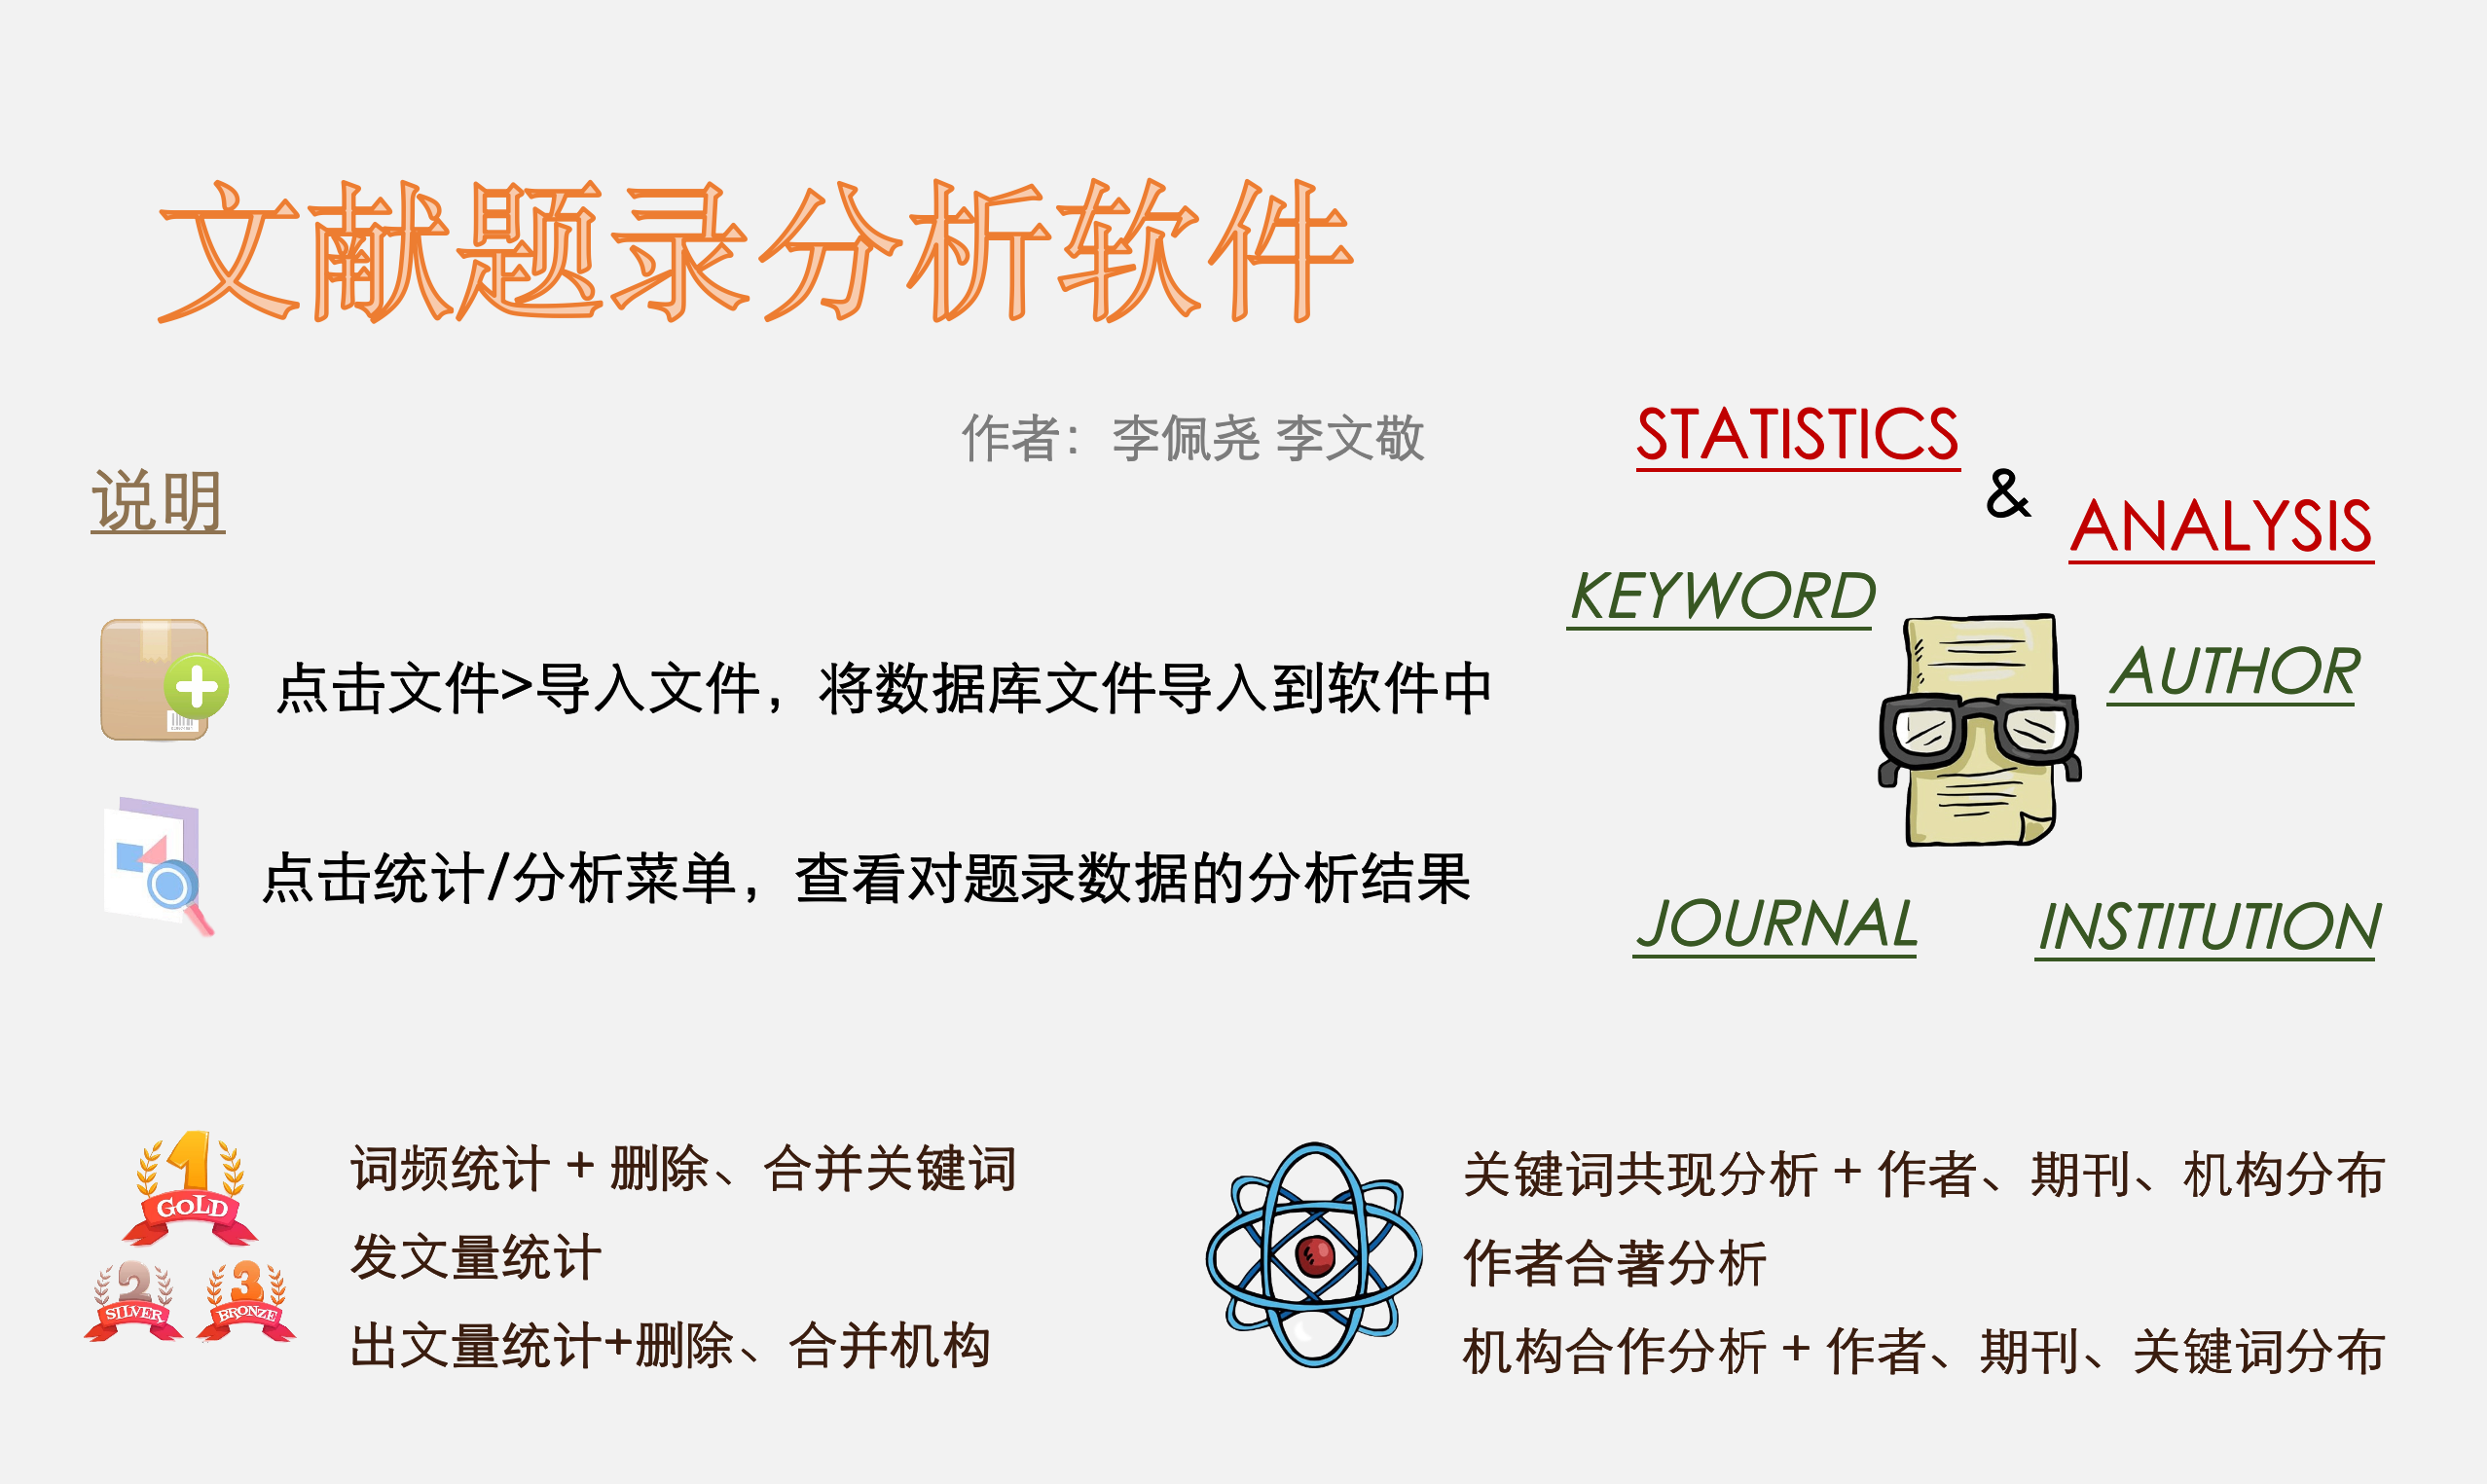 文献题录分析软件
作者：李佩尧 李文敬
说明
点击文件>导入文件，将数据库文件导入到软件中
点击统计/分析菜单，查看对题录数据的分析结果
STATISTICS
&
ANALYSIS
KEYWORD
AUTHOR
JOURNAL
INSTITUTION
1
GOLD
2
SILVER
3
BRONZE
词频统计 + 删除、合并关键词
发文量统计
出文量统计+删除、合并机构
关键词共现分析 + 作者、期刊、机构分布
作者合著分析
机构合作分析 + 作者、期刊、关键词分布